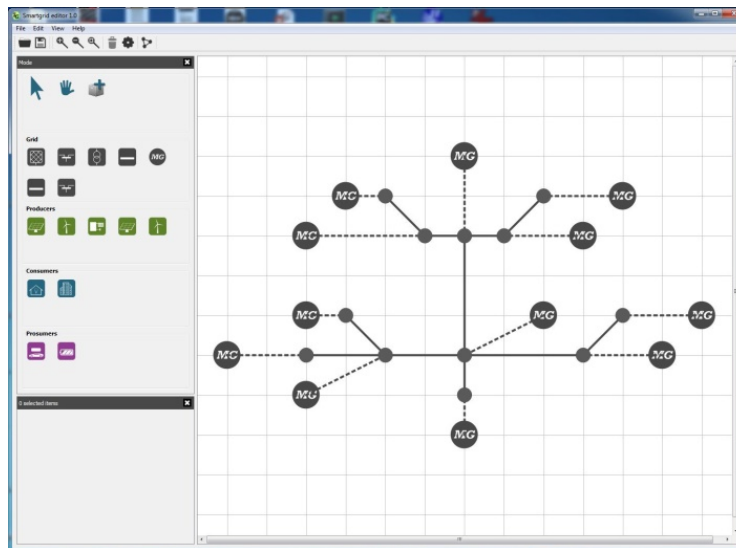 Smartgrid editor 1.0
File Edit View Help
Mode
Grid
MG
Producers
Consumers
Prosumers
0 selected items
MG
MG
MG
MG
MG
MG
MG
MG
MG
MG
MG
MG